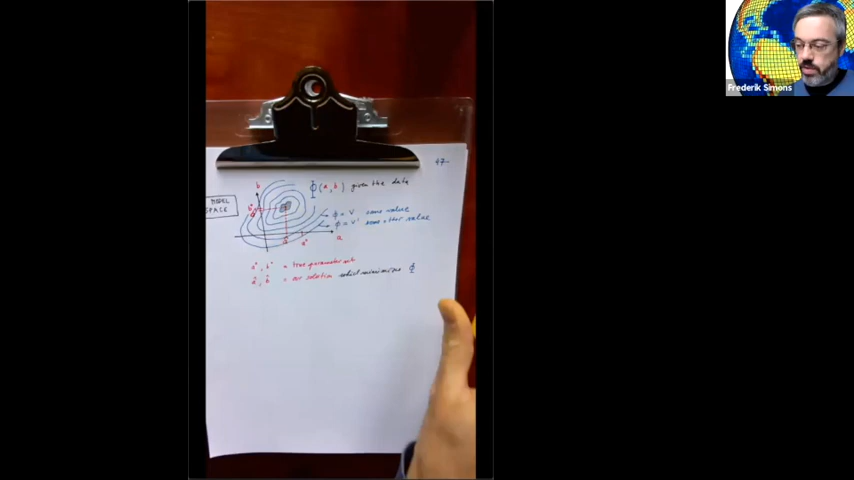 47
b
Φ(a, b) given the data
MODEL
SPACE
b*
Φ = V some value
Φ = V' some other value
a
a*
a*, b* = true parameter set
â, b̂ = our solution which minimizes Φ
Frederik Simons